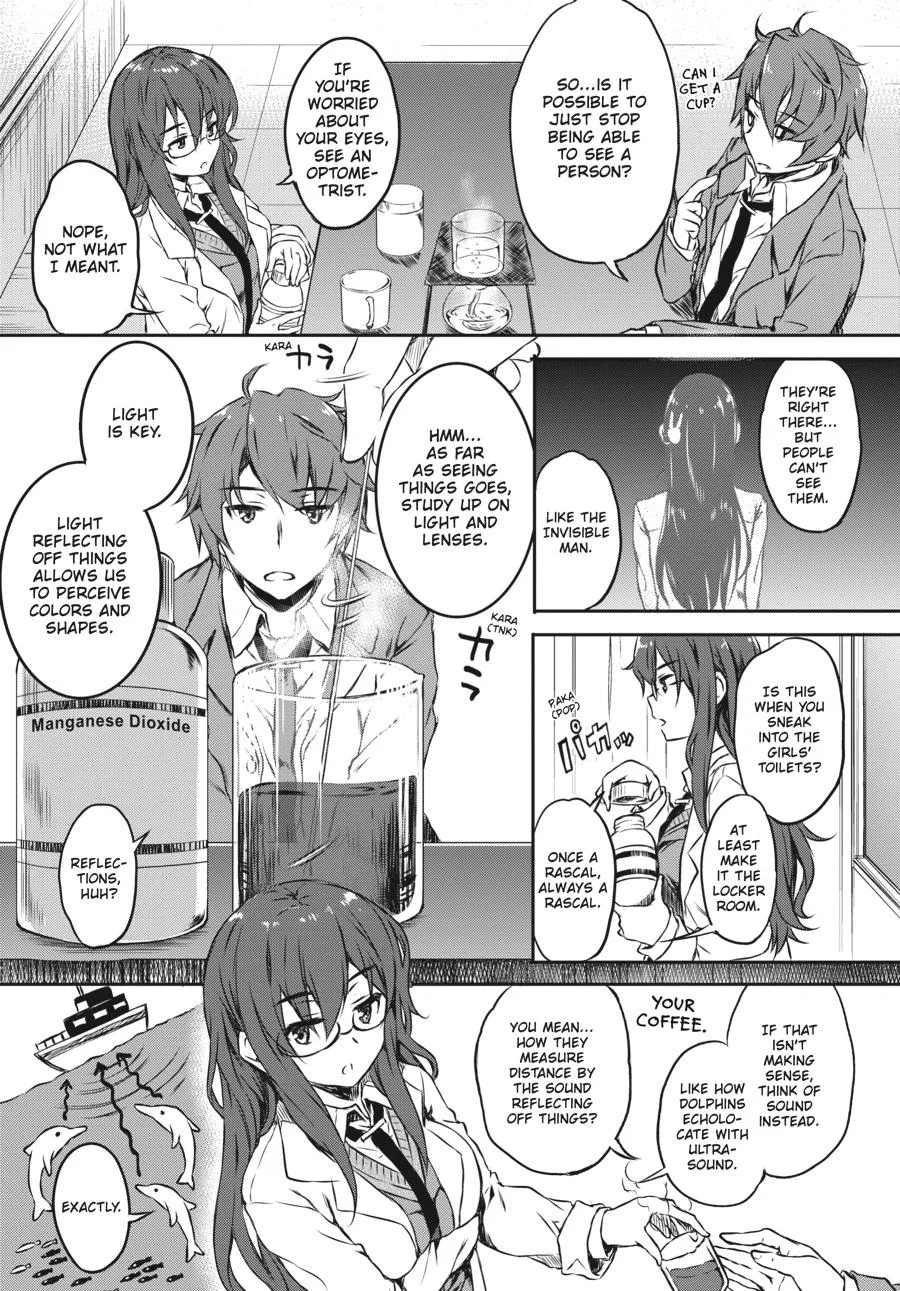 CAN I
GET A
CUP?
SO...IS IT
POSSIBLE TO
JUST STOP
BEING ABLE
TO SEE A
PERSON?
IF
YOU'RE
WORRIED
ABOUT
YOUR EYES,
SEE AN
OPTOME-
TRIST.
NOPE,
NOT WHAT
I MEANT.
THEY'RE
RIGHT
THERE...
BUT
PEOPLE
CAN'T
SEE
THEM.
LIKE THE
INVISIBLE
MAN.
IS THIS
WHEN YOU
SNEAK
INTO THE
GIRLS'
TOILETS?
PAKA
(POP)
パカッ
AT
LEAST
MAKE
IT THE
LOCKER
ROOM.
ONCE A
RASCAL,
ALWAYS A
RASCAL.
KARA
カラ
HMM...
AS FAR
AS SEEING
THINGS GOES,
STUDY UP ON
LIGHT AND
LENSES.
KARA
(TNK)
カラ
LIGHT
IS KEY.
LIGHT
REFLECTING
OFF THINGS
ALLOWS US
TO PERCEIVE
COLORS AND
SHAPES.
Manganese Dioxide
REFLEC-
TIONS,
HUH?
IF THAT
ISN'T
MAKING
SENSE,
THINK OF
SOUND
INSTEAD.
LIKE HOW
DOLPHINS
ECHOLO-
CATE WITH
ULTRA-
SOUND.
YOUR
COFFEE.
YOU MEAN...
HOW THEY
MEASURE
DISTANCE BY
THE SOUND
REFLECTING
OFF THINGS?
EXACTLY.